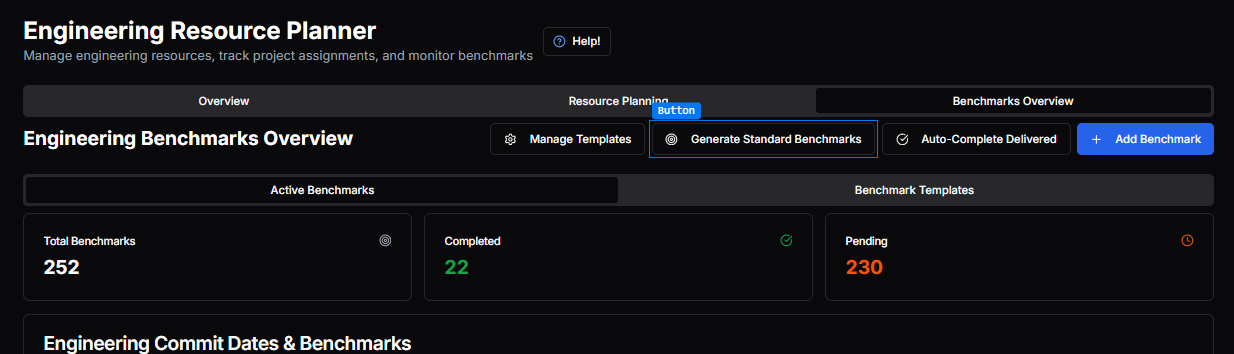 Engineering Resource Planner
Manage engineering resources, track project assignments, and monitor benchmarks
Help!
Overview
Resource Planning
Benchmarks Overview
Button
Engineering Benchmarks Overview
Manage Templates
Generate Standard Benchmarks
Auto-Complete Delivered
Add Benchmark
Active Benchmarks
Benchmark Templates
Total Benchmarks
252
Completed
22
Pending
230
Engineering Commit Dates & Benchmarks